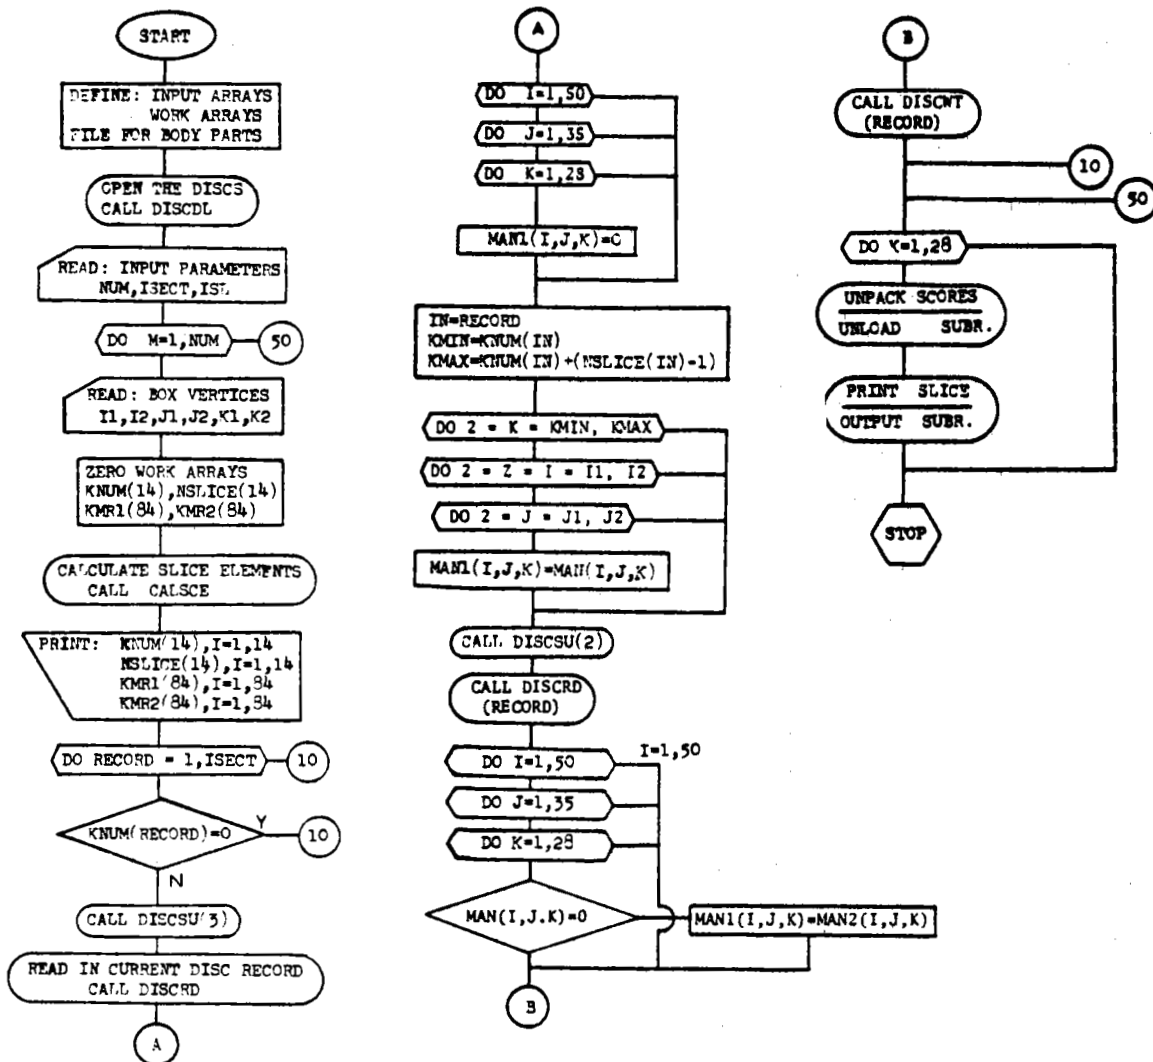 START
DEFINE: INPUT ARRAYS
WORK ARRAYS
FILE FOR BODY PARTS
OPEN THE DISCS
CALL DISCDL
READ: INPUT PARAMETERS
NUM,ISECT,ISL
DO M=1,NUM
50
READ: BOX VERTICES
I1,I2,J1,J2,K1,K2
ZERO WORK ARRAYS
KNUM(14),NSLICE(14)
KMR1(84),KMR2(84)
CALCULATE SLICE ELEMENTS
CALL CALSCE
PRINT: KNUM(14),I=1,14
NSLICE(14),I=1,14
KMR1(84),I=1,84
KMR2(84),I=1,84
DO RECORD = 1,ISECT
10
KNUM(RECORD)=0
Y
10
N
CALL DISCSU(3)
READ IN CURRENT DISC RECORD
CALL DISCRD
A
A
DO I=1,50
DO J=1,35
DO K=1,28
MAN1(I,J,K)=0
IN=RECORD
KMIN=KNUM(IN)
KMAX=KNUM(IN)+(NSLICE(IN)-1)
DO 2 = K = KMIN, KMAX
DO 2 = Z = I = I1, I2
DO 2 = J = J1, J2
MAN1(I,J,K)=MAN(I,J,K)
CALL DISCSU(2)
CALL DISCRD
(RECORD)
DO I=1,50
I=1,50
DO J=1,35
DO K=1,28
MAN(I,J.K)=0
MAN1(I,J,K)=MAN2(I,J,K)
B
B
CALL DISCWT
(RECORD)
10
50
DO K=1,28
UNPACK SCORES
UNLOAD SUBR.
PRINT SLICE
OUTPUT SUBR.
STOP